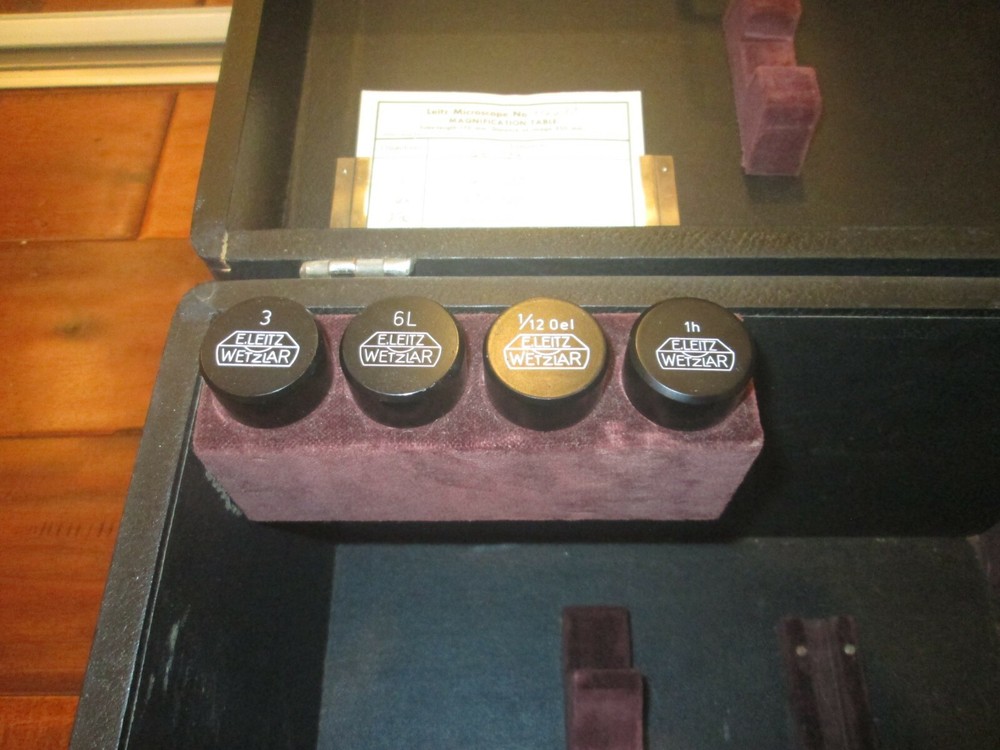 Leitz Microscope No.
MAGNIFICATION TABLE
3
E.LEITZ
WETZLAR
6L
E.LEITZ
WETZLAR
1/12 Oel
E.LEITZ
WETZLAR
1h
E.LEITZ
WETZLAR